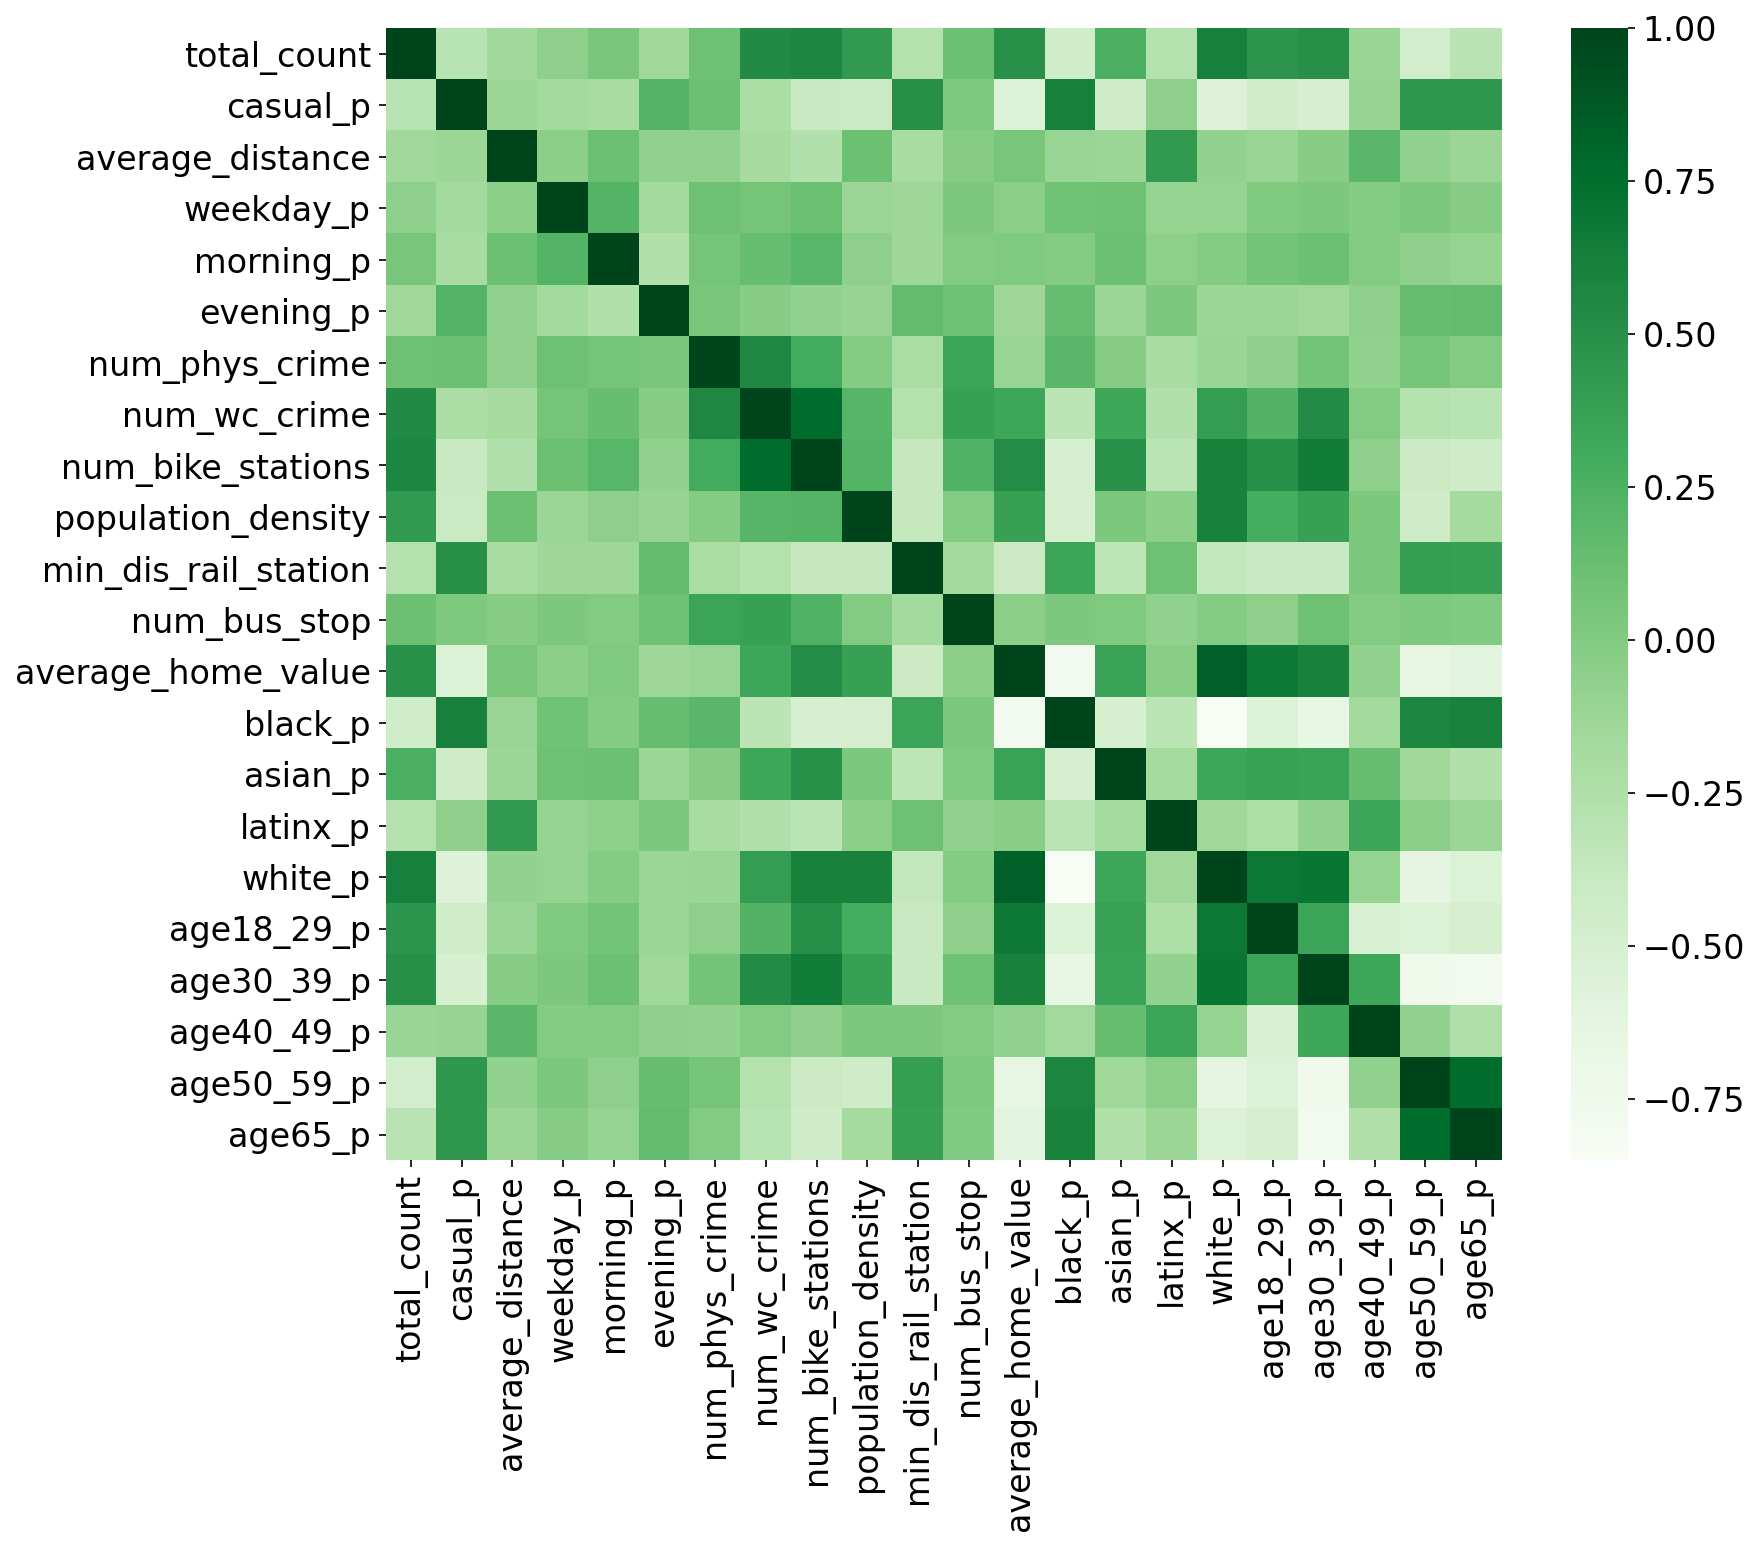 total_count
casual_p
average_distance
weekday_p
morning_p
evening_p
num_phys_crime
num_wc_crime
num_bike_stations
population_density
min_dis_rail_station
num_bus_stop
average_home_value
black_p
asian_p
latinx_p
white_p
age18_29_p
age30_39_p
age40_49_p
age50_59_p
age65_p
total_count
casual_p
average_distance
weekday_p
morning_p
evening_p
num_phys_crime
num_wc_crime
num_bike_stations
population_density
min_dis_rail_station
num_bus_stop
average_home_value
black_p
asian_p
latinx_p
white_p
age18_29_p
age30_39_p
age40_49_p
age50_59_p
age65_p
1.00
0.75
0.50
0.25
0.00
−0.25
−0.50
−0.75